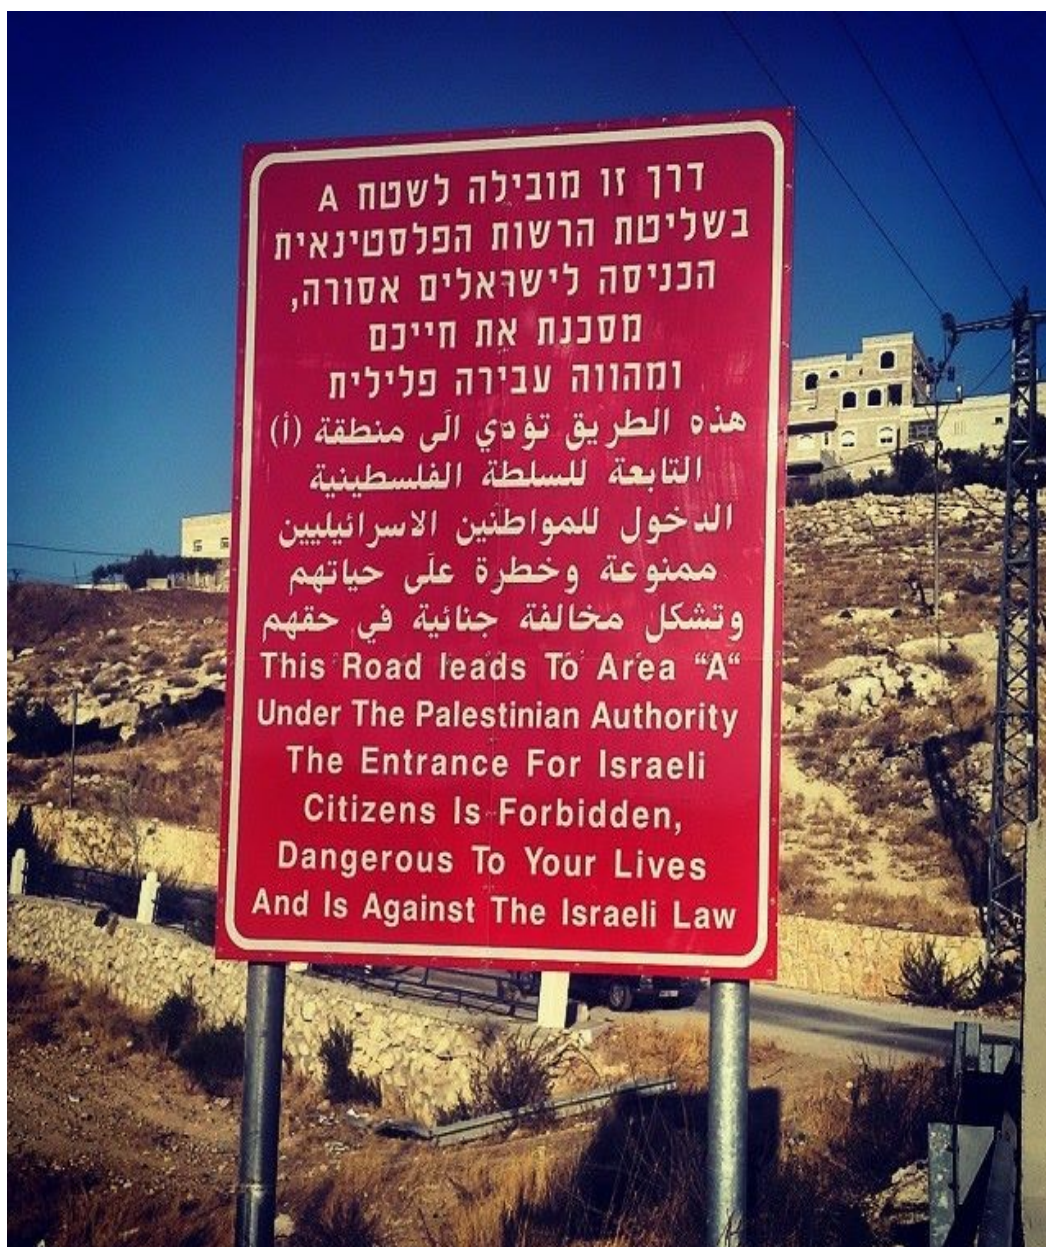 דרך זו מובילה לשטח A
בשליטת הרשות הפלסטינאית
הכניסה לישראלים אסורה,
מסכנת את חייכם
ומהווה עבירה פלילית
هذه الطريق تؤدي الى منطقة (أ)
التابعة للسلطة الفلسطينية
الدخول للمواطنين الاسرائيليين
ممنوعة وخطرة على حياتهم
وتشكل مخالفة جنائية في حقهم
This Road leads To Area “A“
Under The Palestinian Authority
The Entrance For Israeli
Citizens Is Forbidden,
Dangerous To Your Lives
And Is Against The Israeli Law